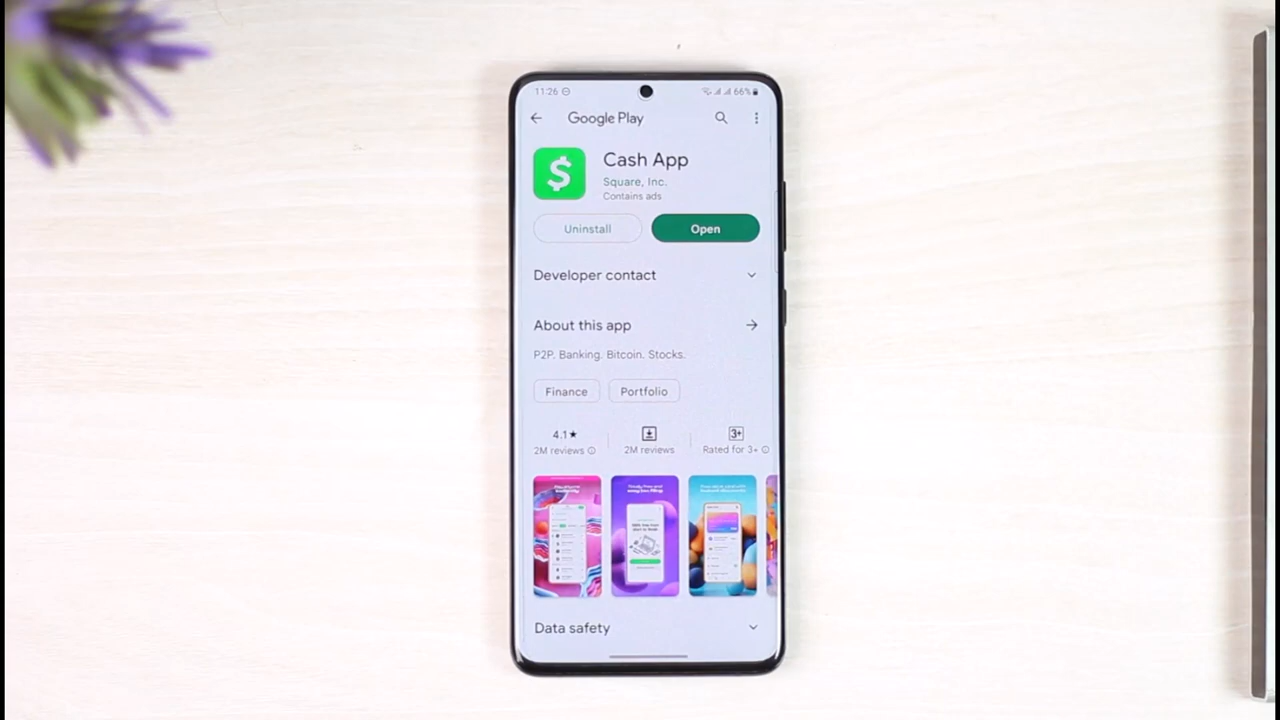 11:26
66%
Google Play
Cash App
Square, Inc.
Contains ads
Uninstall
Open
Developer contact
About this app
P2P. Banking. Bitcoin. Stocks.
Finance
Portfolio
4.1★
3+
2M reviews
2M reviews
Rated for 3+
Data safety